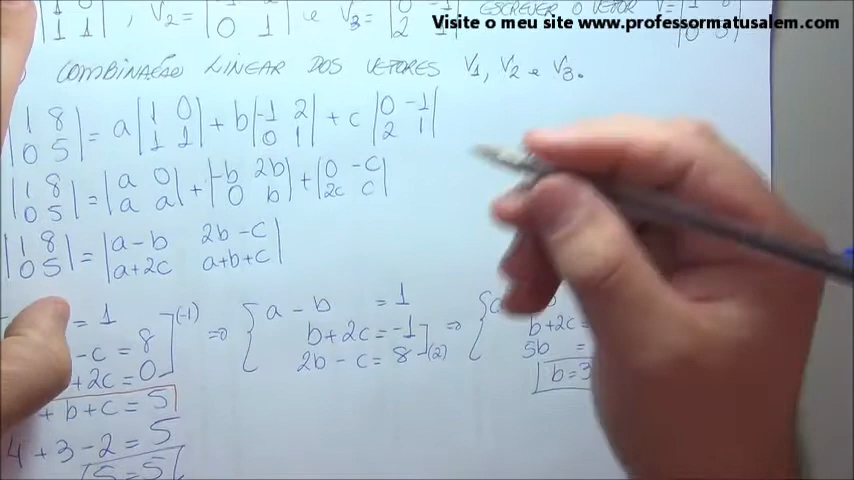 Visite o meu site www.professormatusalem.com
1 1 , V2 = 0 1 e V3 = 2 ESCREVER O VETOR V =
COMBINAÇÃO LINEAR DOS VETORES V1, V2 e V3.
|1 8
0 5| = a |1 0
1 1| + b |-1 2
0 1| + c |0 -1
2 1|
|1 8
0 5| = |a 0
a a| + |-b 2b
0 b| + |0 -c
2c c|
|1 8
0 5| = |a-b 2b-c
a+2c a+b+c|
= 1
-c = 8
+2c = 0 ](-1)
+ b + c = 5
4 + 3 - 2 = 5
5 = 5
=> { a - b = 1
b + 2c = -1
2b - c = 8 ](2)
=> {
b + 2c =
5b =
b = 3